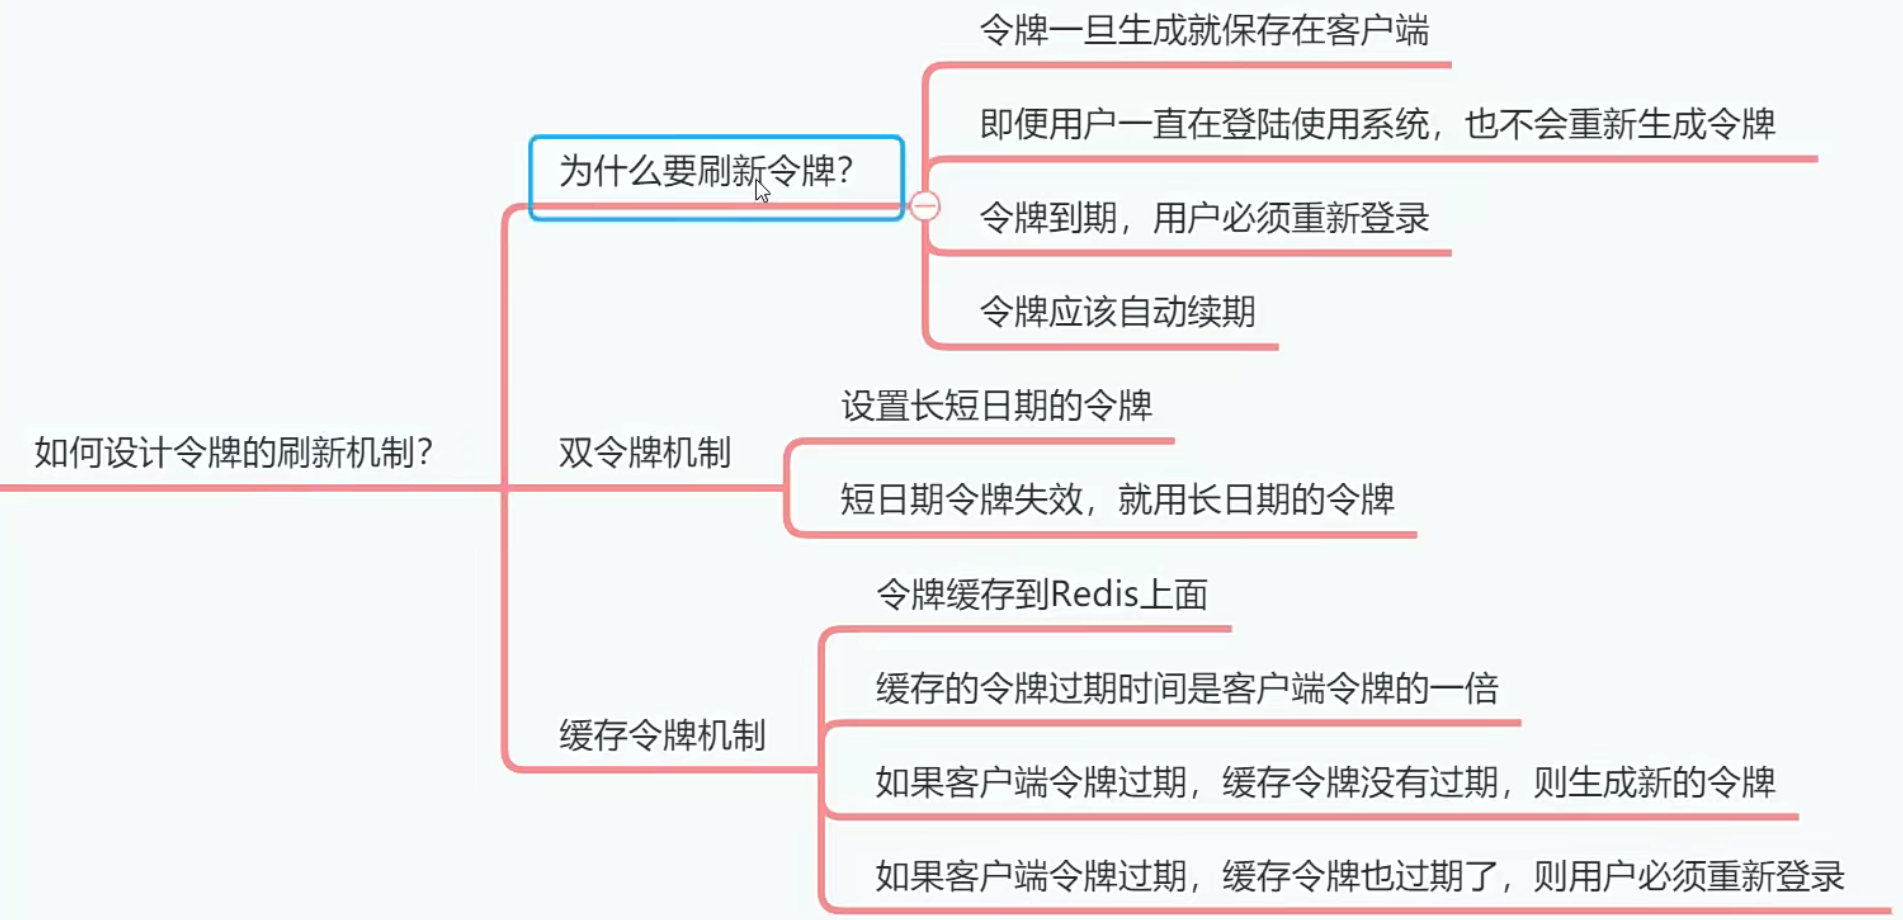 如何设计令牌的刷新机制?
为什么要刷新令牌?
令牌一旦生成就保存在客户端
即便用户一直在登陆使用系统，也不会重新生成令牌
令牌到期，用户必须重新登录
令牌应该自动续期
双令牌机制
设置长短日期的令牌
短日期令牌失效，就用长日期的令牌
缓存令牌机制
令牌缓存到Redis上面
缓存的令牌过期时间是客户端令牌的一倍
如果客户端令牌过期，缓存令牌没有过期，则生成新的令牌
如果客户端令牌过期，缓存令牌也过期了，则用户必须重新登录